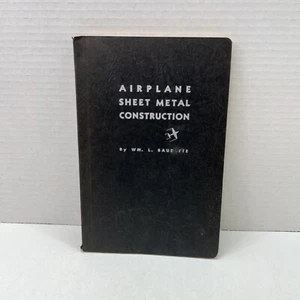 AIRPLANE
SHEET METAL
CONSTRUCTION
By WM. L.